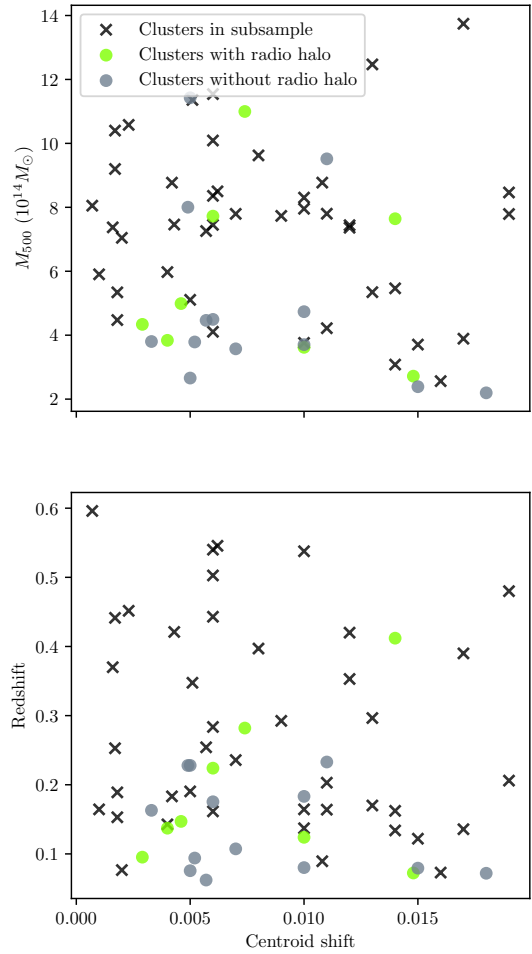 14
12
10
8
6
4
2
M₅₀₀ (10¹⁴M⊙)
Clusters in subsample
Clusters with radio halo
Clusters without radio halo
0.6
0.5
0.4
0.3
0.2
0.1
Redshift
0.000
0.005
0.010
0.015
Centroid shift